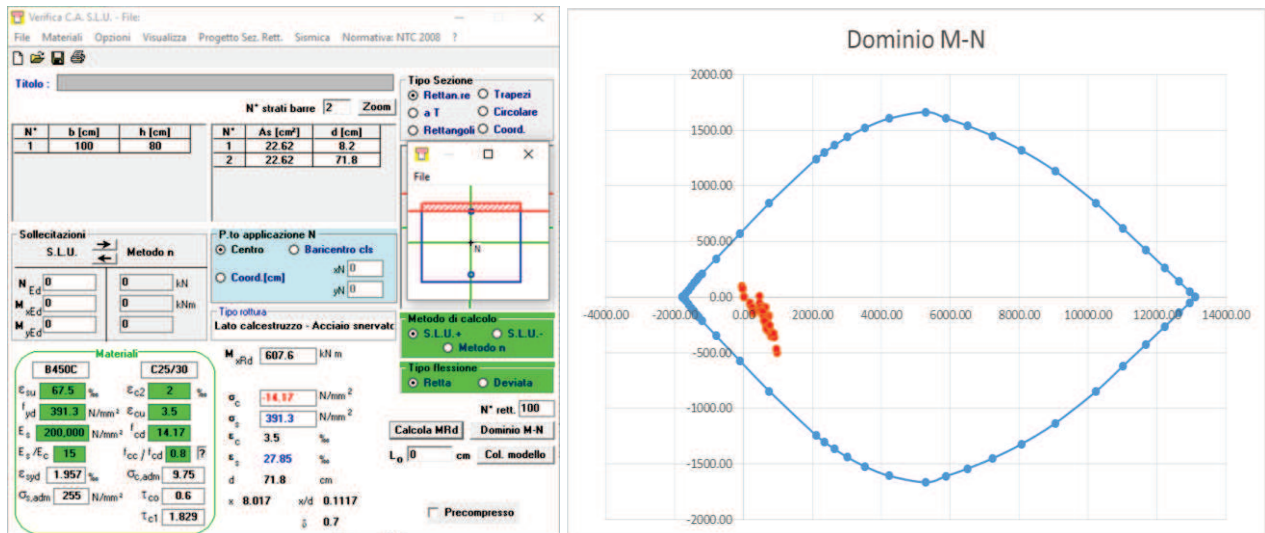 Verifica C.A. S.L.U. - File:
File Materiali Opzioni Visualizza Progetto Sez. Rett. Sismica Normativa: NTC 2008 ?
Titolo :
N° strati barre 2 Zoom
N° b [cm] h [cm]
1 100 80
N° As [cm²] d [cm]
1 22.62 8.2
2 22.62 71.8
Tipo Sezione
Rettan.re Trapezi
a T Circolare
Rettangoli Coord.
File
N
Sollecitazioni
S.L.U. Metodo n
N Ed 0 0 kN
M xEd 0 0 kNm
M yEd 0 0
P.to applicazione N
Centro Baricentro cls
Coord.[cm] xN 0
yN 0
Tipo rottura
Lato calcestruzzo - Acciaio snervato
Metodo di calcolo
S.L.U.+ S.L.U.-
Metodo n
Tipo flessione
Retta Deviata
Materiali
B450C C25/30
εsu 67.5 ‰ εc2 2 ‰
fyd 391.3 N/mm² εcu 3.5
Es 200,000 N/mm² fcd 14.17
Es/Ec 15 fcc / fcd 0.8 ?
εsyd 1.957 ‰ σc,adm 9.75
σs,adm 255 N/mm² τco 0.6
τc1 1.829
M xRd 607.6 kN m
σc -14.17 N/mm²
σs 391.3 N/mm²
εc 3.5 ‰
εs 27.85 ‰
d 71.8 cm
x 8.017 x/d 0.1117
δ 0.7
N° rett. 100
Calcola MRd Dominio M-N
Lo 0 cm Col. modello
Precompresso
Dominio M-N
2000.00
1500.00
1000.00
500.00
0.00
-500.00
-1000.00
-1500.00
-2000.00
-4000.00 -2000.00 0.00 2000.00 4000.00 6000.00 8000.00 10000.00 12000.00 14000.00